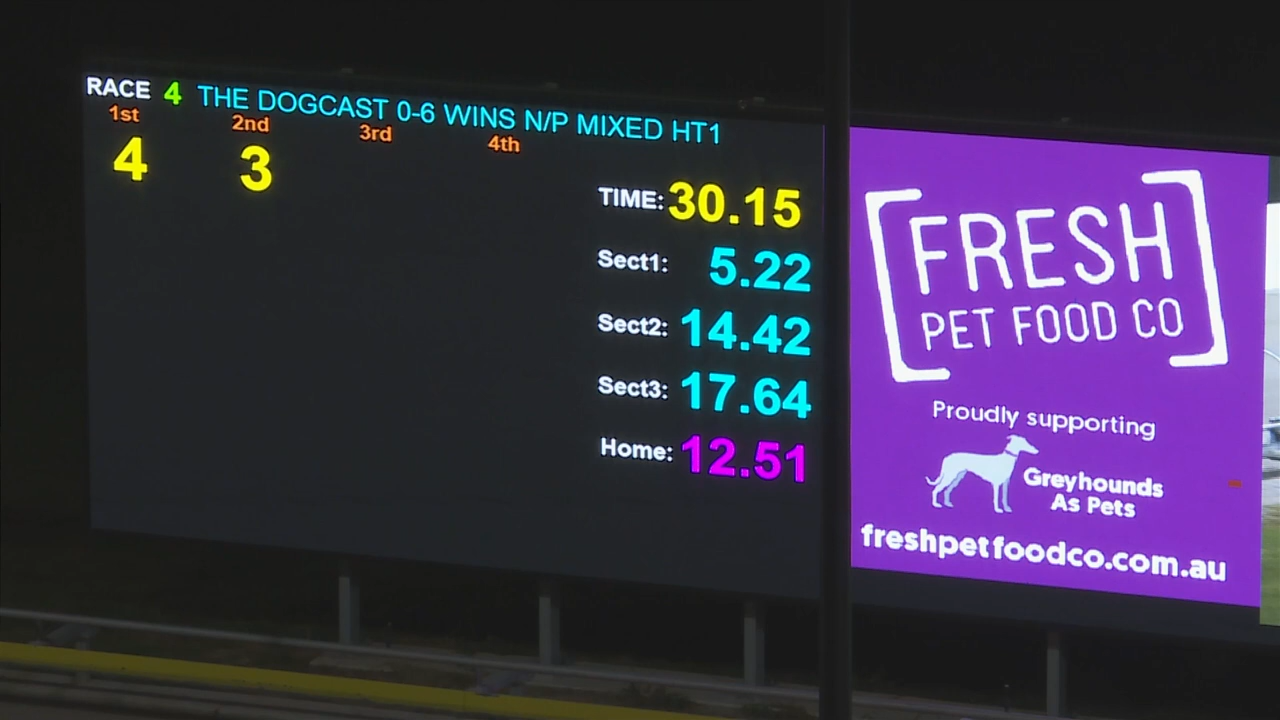 RACE 4 THE DOGCAST 0-6 WINS N/P MIXED HT1
1st 2nd 3rd 4th
4 3
TIME: 30.15
Sect1: 5.22
Sect2: 14.42
Sect3: 17.64
Home: 12.51
FRESH
PET FOOD CO
Proudly supporting
Greyhounds
As Pets
freshpetfoodco.com.au